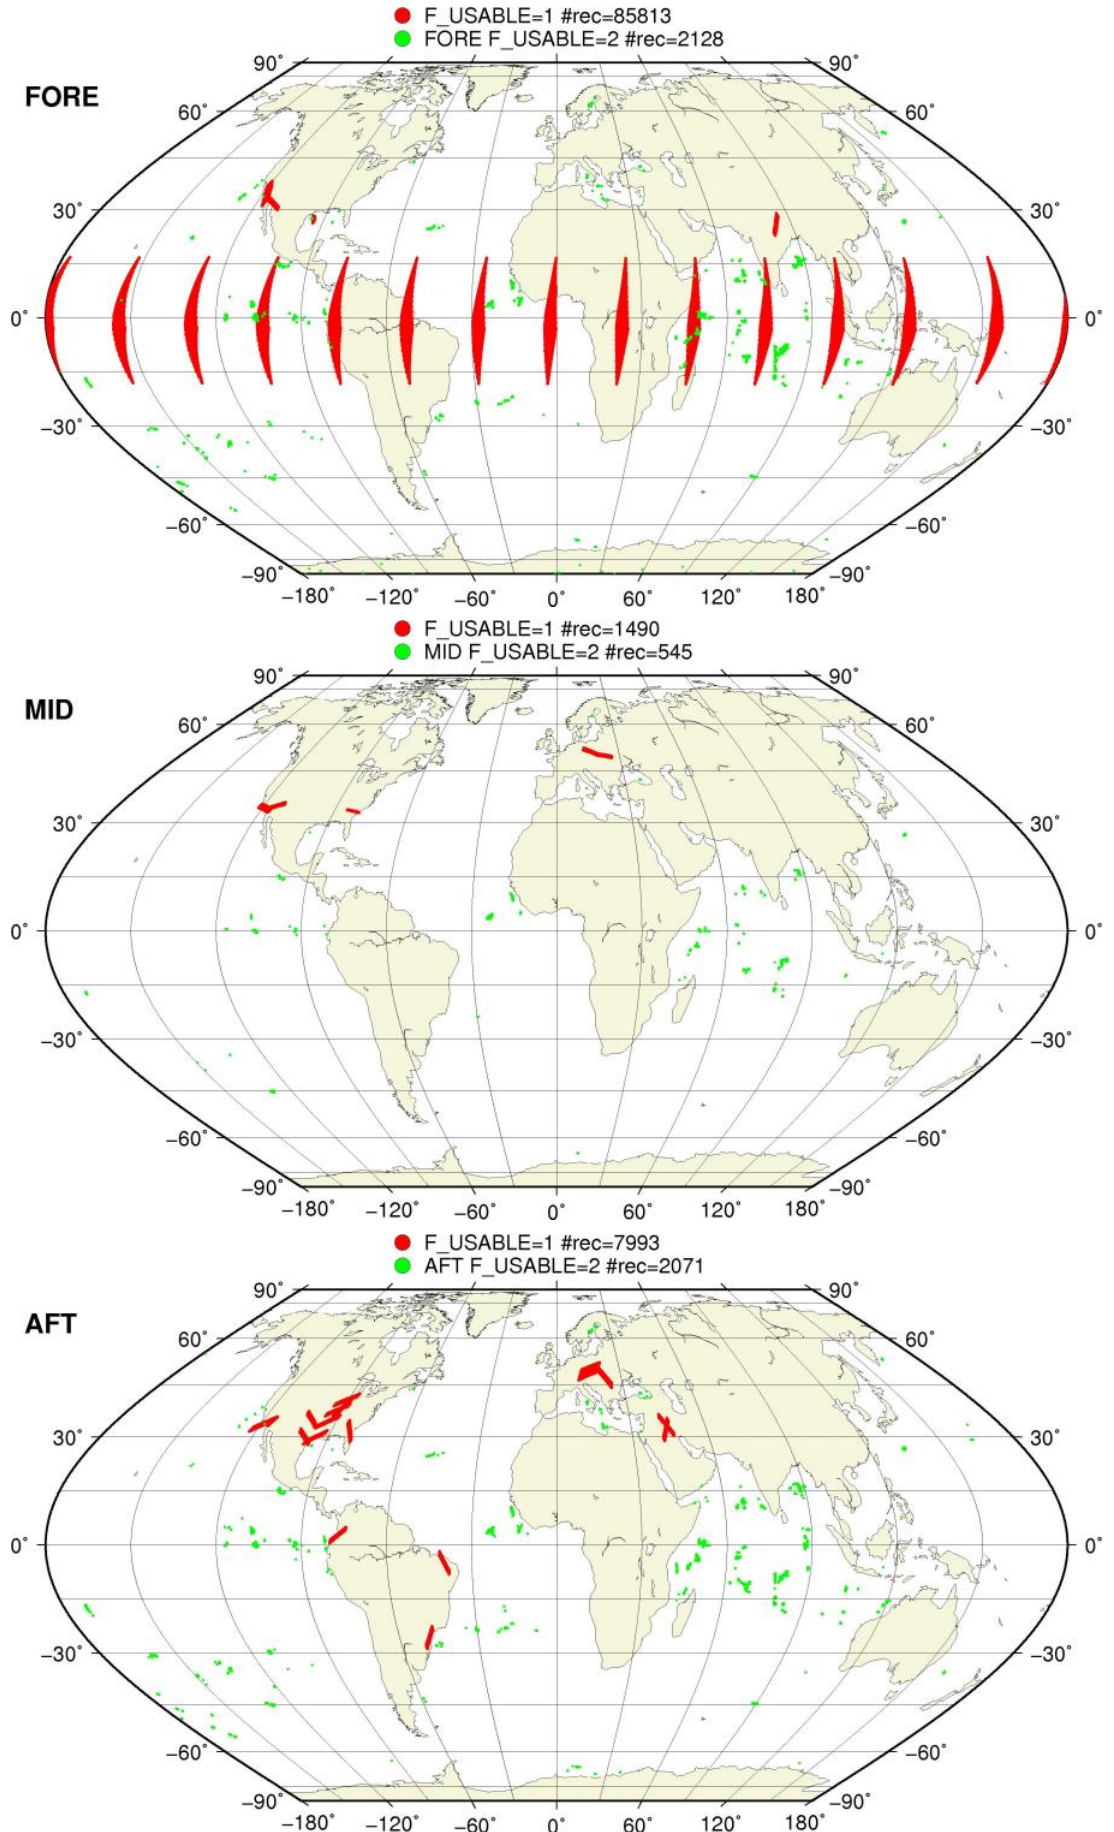 F_USABLE=1 #rec=85813
FORE F_USABLE=2 #rec=2128
FORE
90° 90°
60° 60°
30° 30°
0° 0°
−30° −30°
−60° −60°
−90° −90°
−180° −120° −60° 0° 60° 120° 180°
F_USABLE=1 #rec=1490
MID F_USABLE=2 #rec=545
MID
90° 90°
60° 60°
30° 30°
0° 0°
−30° −30°
−60° −60°
−90° −90°
−180° −120° −60° 0° 60° 120° 180°
F_USABLE=1 #rec=7993
AFT F_USABLE=2 #rec=2071
AFT
90° 90°
60° 60°
30° 30°
0° 0°
−30° −30°
−60° −60°
−90° −90°
−180° −120° −60° 0° 60° 120° 180°